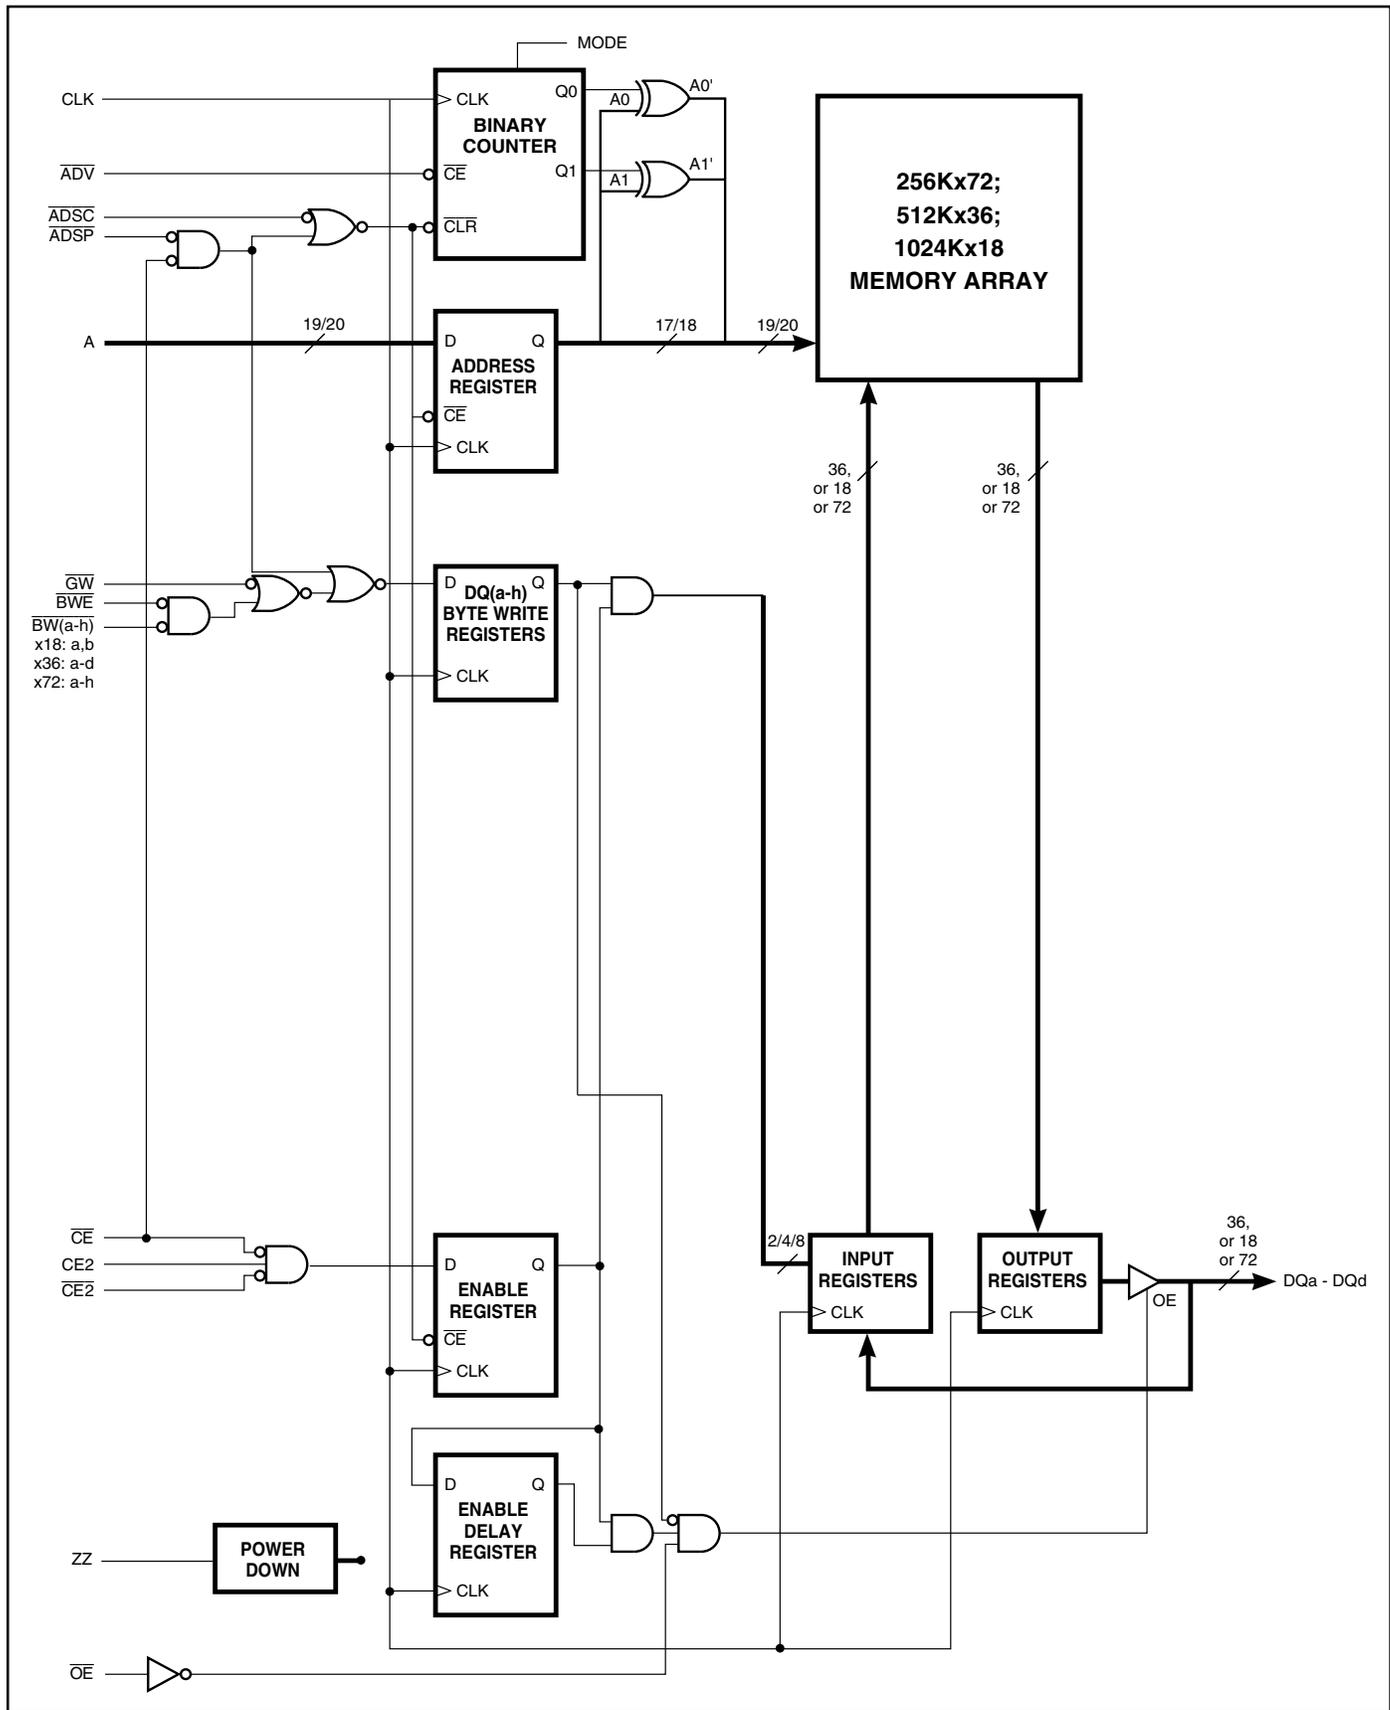 MODE
CLK
CLK
Q0
A0
A0'
BINARY
COUNTER
ADV
CE
Q1
A1
A1'
256Kx72;
512Kx36;
1024Kx18
MEMORY ARRAY
ADSC
ADSP
CLR
A
19/20
D
Q
17/18
19/20
ADDRESS
REGISTER
CE
CLK
36,
or 18
or 72
36,
or 18
or 72
GW
BWE
BW(a-h)
x18: a,b
x36: a-d
x72: a-h
D
Q
DQ(a-h)
BYTE WRITE
REGISTERS
CLK
CE
CE2
CE2
D
Q
ENABLE
REGISTER
CE
CLK
2/4/8
INPUT
REGISTERS
CLK
OUTPUT
REGISTERS
CLK
OE
36,
or 18
or 72
DQa - DQd
D
Q
ENABLE
DELAY
REGISTER
CLK
ZZ
POWER
DOWN
OE